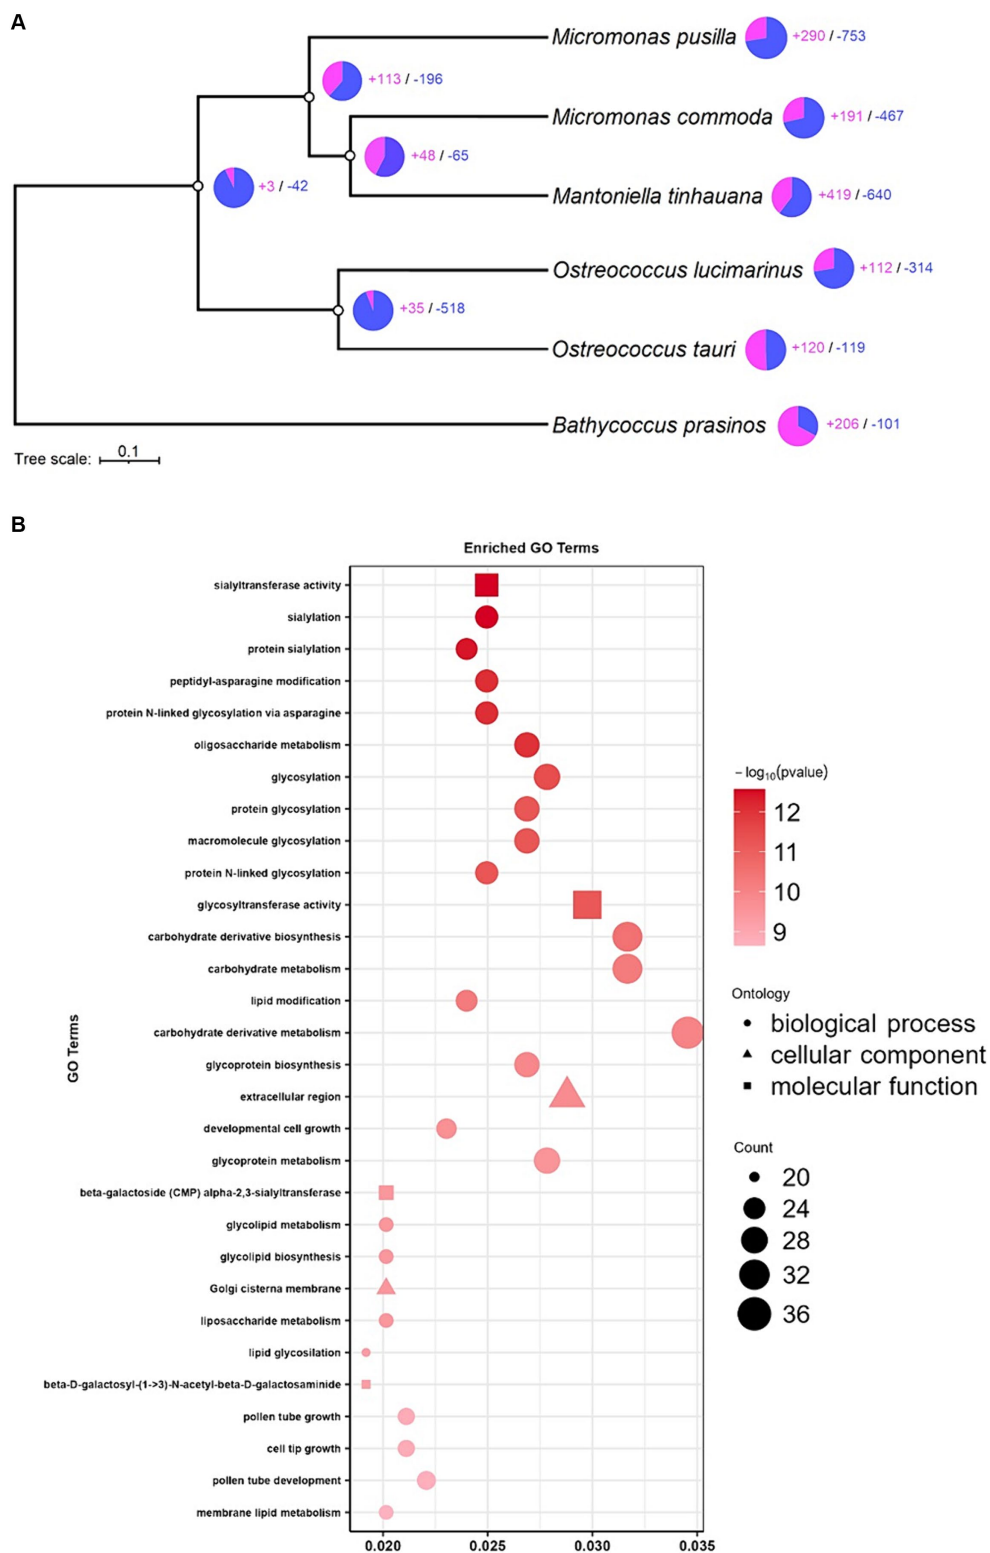 A
Micromonas pusilla +290 / -753
+113 / -196
Micromonas commoda +191 / -467
+48 / -65
Mantoniella tinhauana +419 / -640
+3 / -42
Ostreococcus lucimarinus +112 / -314
+35 / -518
Ostreococcus tauri +120 / -119
Bathycoccus prasinos +206 / -101
Tree scale: 0.1
B
Enriched GO Terms
GO Terms
sialyltransferase activity
sialylation
protein sialylation
peptidyl-asparagine modification
protein N-linked glycosylation via asparagine
oligosaccharide metabolism
glycosylation
protein glycosylation
macromolecule glycosylation
protein N-linked glycosylation
glycosyltransferase activity
carbohydrate derivative biosynthesis
carbohydrate metabolism
lipid modification
carbohydrate derivative metabolism
glycoprotein biosynthesis
extracellular region
developmental cell growth
glycoprotein metabolism
beta-galactoside (CMP) alpha-2,3-sialyltransferase
glycolipid metabolism
glycolipid biosynthesis
Golgi cisterna membrane
liposaccharide metabolism
lipid glycosilation
beta-D-galactosyl-(1->3)-N-acetyl-beta-D-galactosaminide
pollen tube growth
cell tip growth
pollen tube development
membrane lipid metabolism
0.020 0.025 0.030 0.035
−log10(pvalue)
12
11
10
9
Ontology
biological process
cellular component
molecular function
Count
20
24
28
32
36